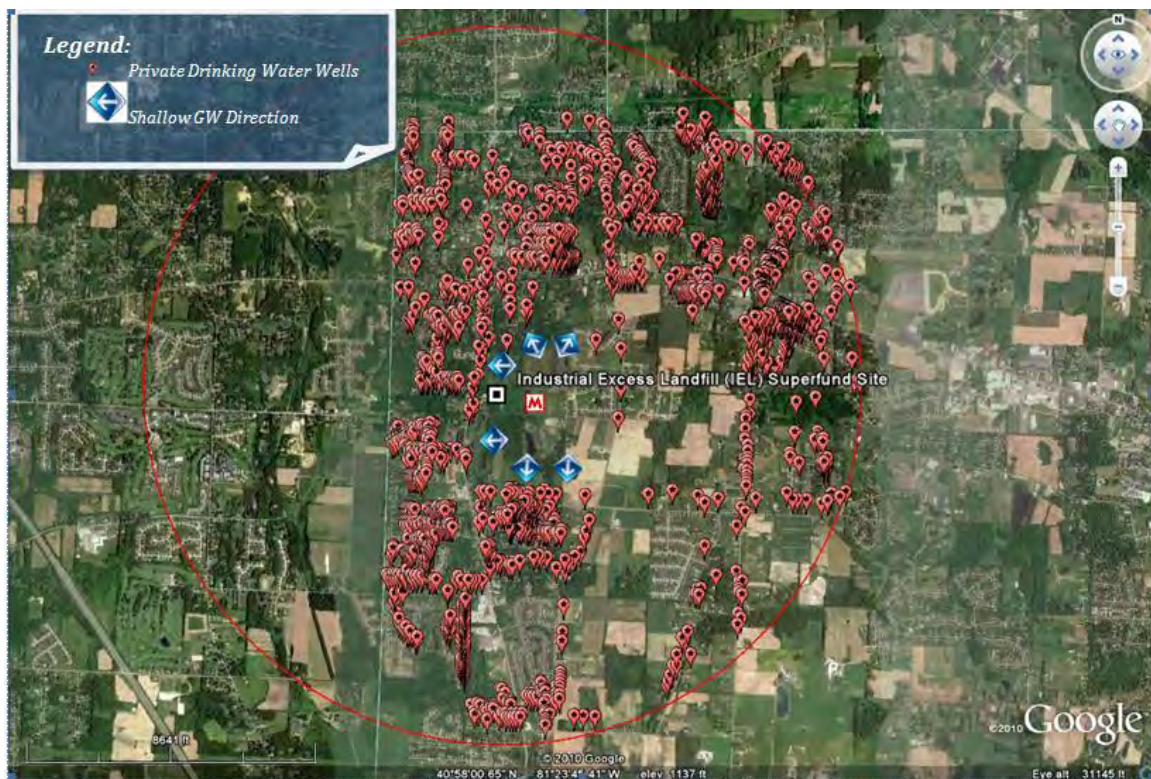 Legend:
Private Drinking Water Wells
Shallow GW Direction
N
Industrial Excess Landfill (IEL) Superfund Site
M
8641 ft
©2010 Google
© 2010 Google
40°58'00.65" N 81°23'4 .41" W elev 1137 ft
Eye alt 31145 ft